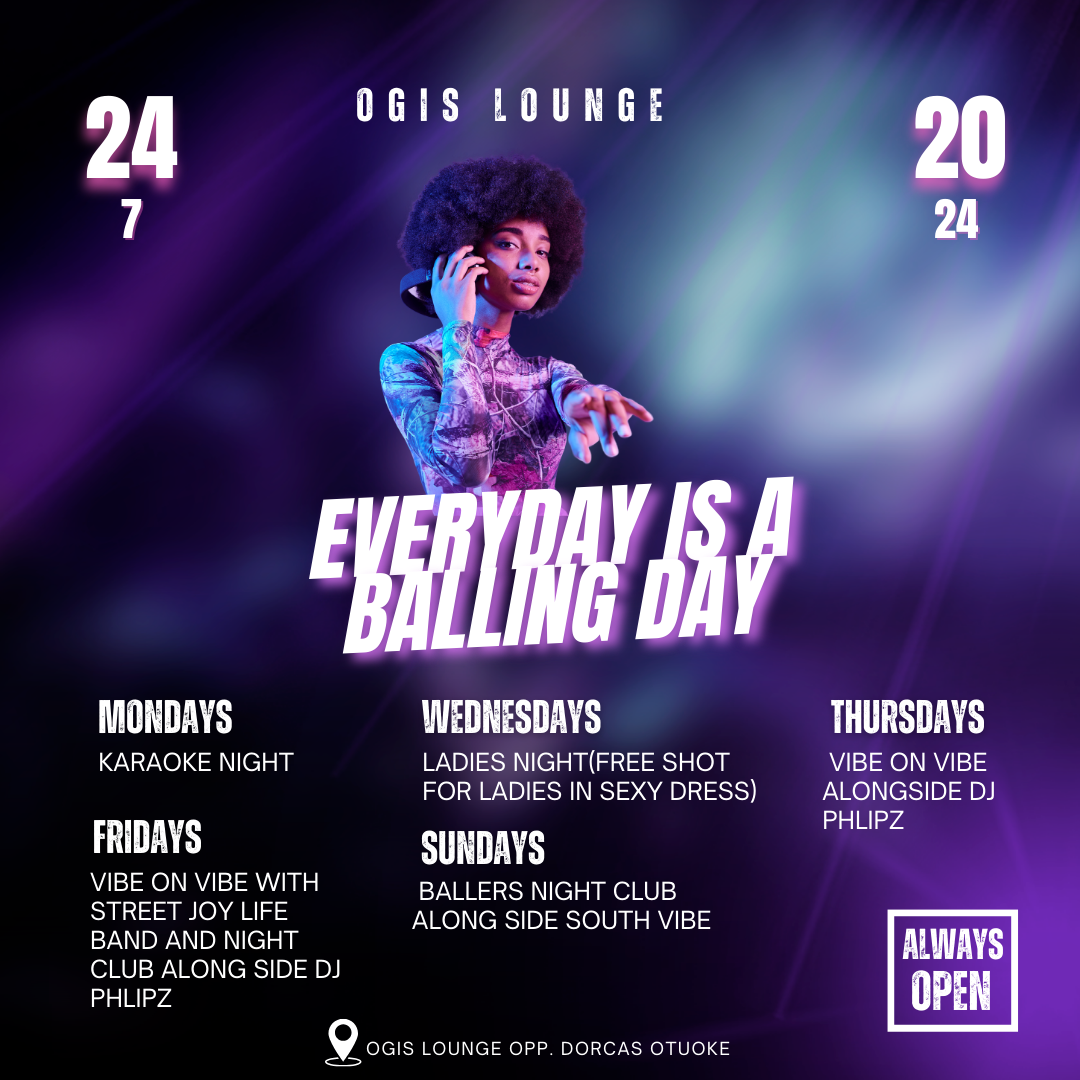 OGIS LOUNGE
24
7
20
24
EVERYDAY IS A
BALLING DAY
MONDAYS
KARAOKE NIGHT
WEDNESDAYS
LADIES NIGHT(FREE SHOT
FOR LADIES IN SEXY DRESS)
THURSDAYS
VIBE ON VIBE
ALONGSIDE DJ
PHLIPZ
FRIDAYS
VIBE ON VIBE WITH
STREET JOY LIFE
BAND AND NIGHT
CLUB ALONG SIDE DJ
PHLIPZ
SUNDAYS
BALLERS NIGHT CLUB
ALONG SIDE SOUTH VIBE
ALWAYS
OPEN
OGIS LOUNGE OPP. DORCAS OTUOKE